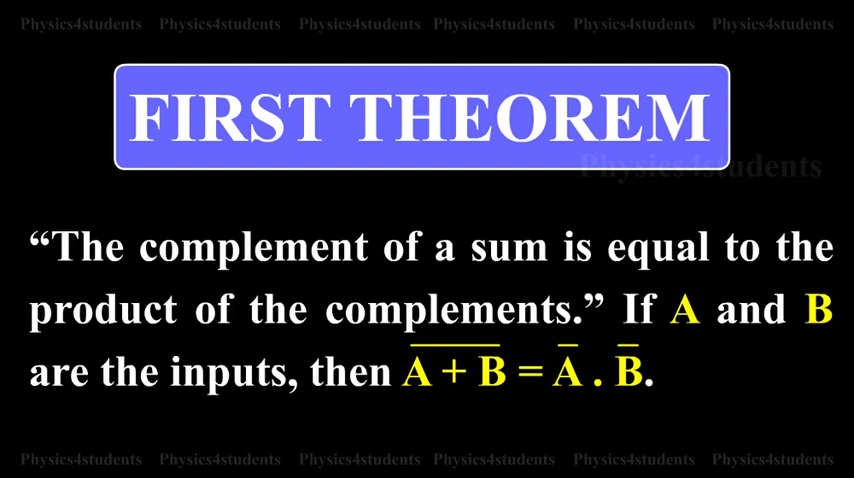 Physics4students Physics4students Physics4students Physics4students Physics4students Physics4students
FIRST THEOREM
Physics4students
“The complement of a sum is equal to the
product of the complements.” If A and B
are the inputs, then A̅ ̅+̅ ̅B̅ = A̅ . B̅.
Physics4students Physics4students Physics4students Physics4students Physics4students Physics4students